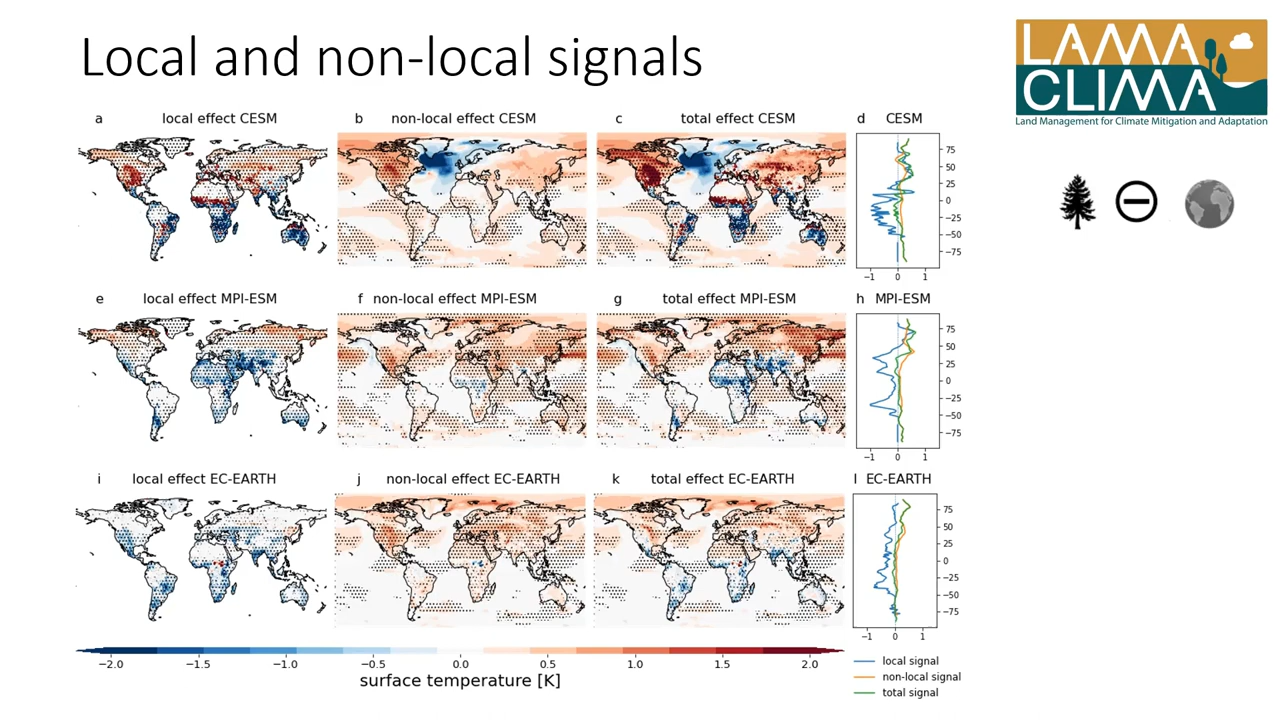 Local and non-local signals
LAMA
CLIMA
Land Management for Climate Mitigation and Adaptation
a local effect CESM
b non-local effect CESM
c total effect CESM
d CESM
75
50
25
0
−25
−50
−75
−1 0 1
e local effect MPI-ESM
f non-local effect MPI-ESM
g total effect MPI-ESM
h MPI-ESM
75
50
25
0
−25
−50
−75
−1 0 1
i local effect EC-EARTH
j non-local effect EC-EARTH
k total effect EC-EARTH
l EC-EARTH
75
50
25
0
−25
−50
−75
−1 0 1
−2.0 −1.5 −1.0 −0.5 0.0 0.5 1.0 1.5 2.0
surface temperature [K]
local signal
non-local signal
total signal